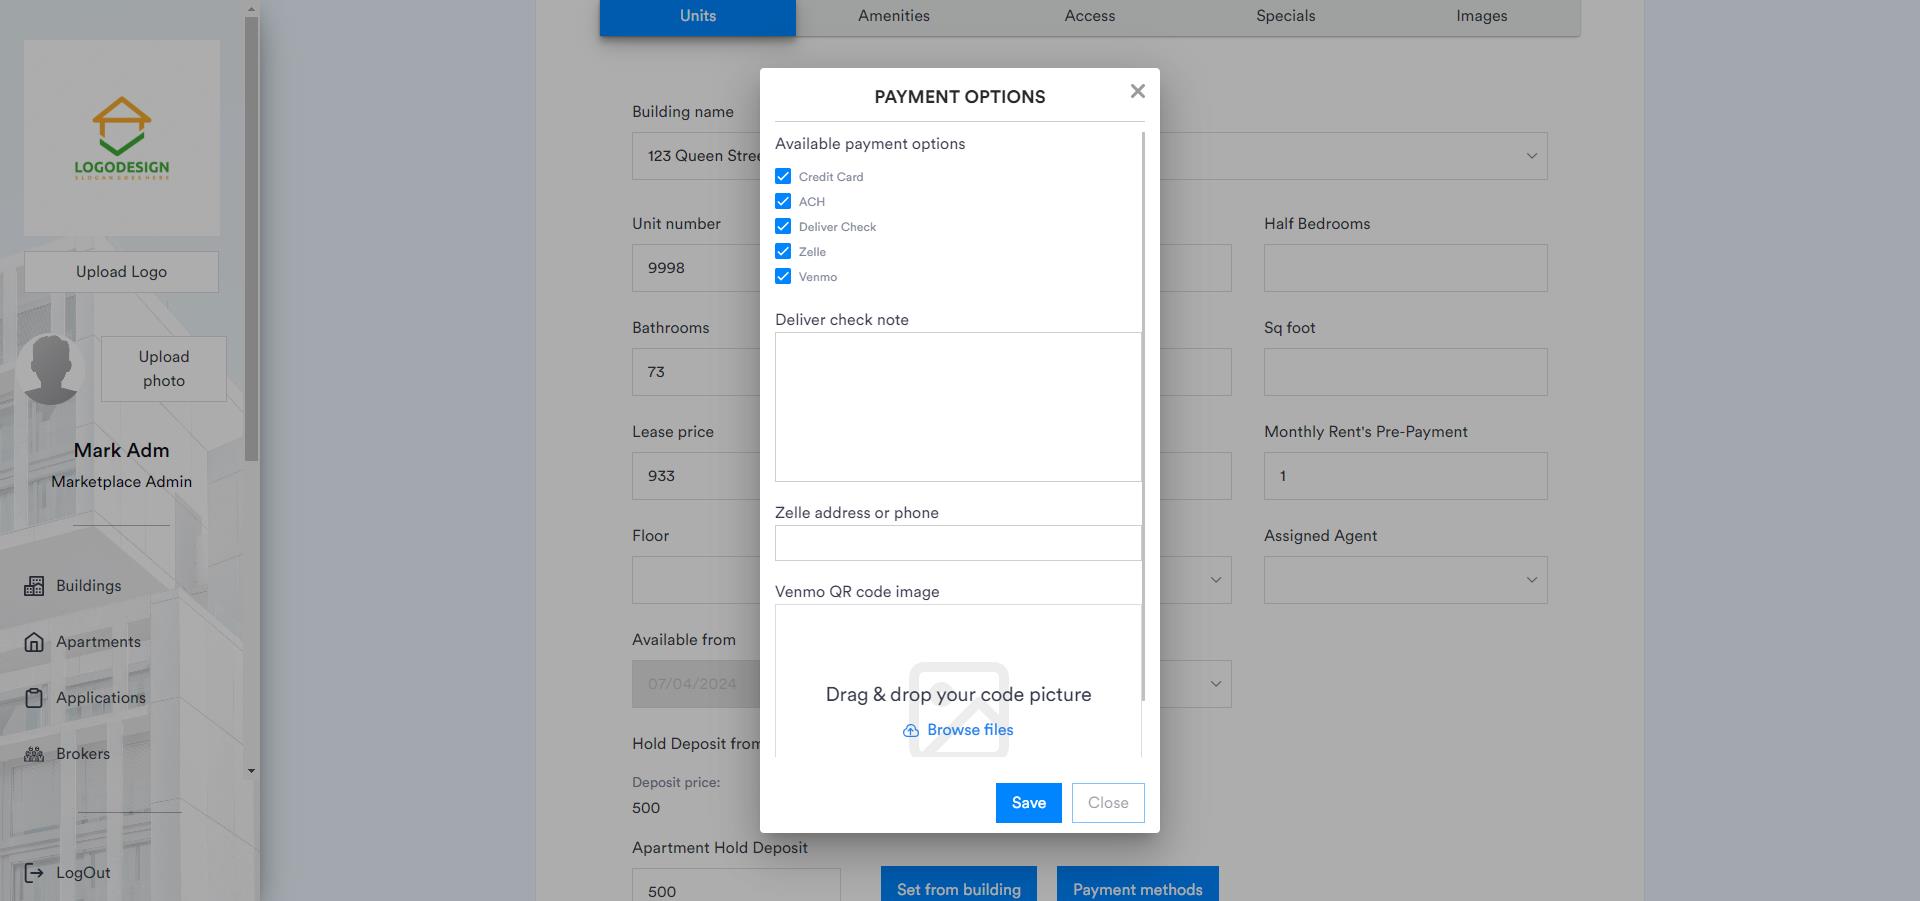 Units
Amenities
Access
Specials
Images
LOGODESIGN
SLOGAN GOES HERE
Upload Logo
Upload
photo
Mark Adm
Marketplace Admin
Buildings
Apartments
Applications
Brokers
LogOut
Building name
123 Queen Stree
Unit number
Half Bedrooms
9998
Bathrooms
Sq foot
73
Lease price
Monthly Rent's Pre-Payment
933
1
Floor
Assigned Agent
Available from
07/04/2024
Hold Deposit from
Deposit price:
500
Apartment Hold Deposit
500
Set from building
Payment methods
PAYMENT OPTIONS
Available payment options
Credit Card
ACH
Deliver Check
Zelle
Venmo
Deliver check note
Zelle address or phone
Venmo QR code image
Drag & drop your code picture
Browse files
Save
Close